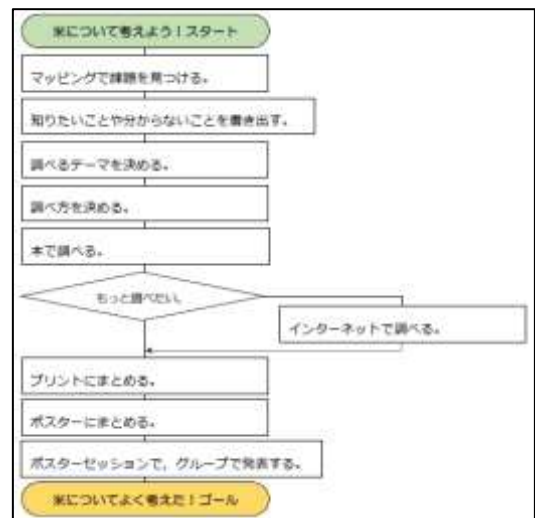 米について考えよう！スタート
マッピングで課題を見つける。
知りたいことや分からないことを書き出す。
調べるテーマを決める。
調べ方を決める。
本で調べる。
もっと調べたい。
インターネットで調べる。
プリントにまとめる。
ポスターにまとめる。
ポスターセッションで，グループで発表する。
米についてよく考えた！ゴール